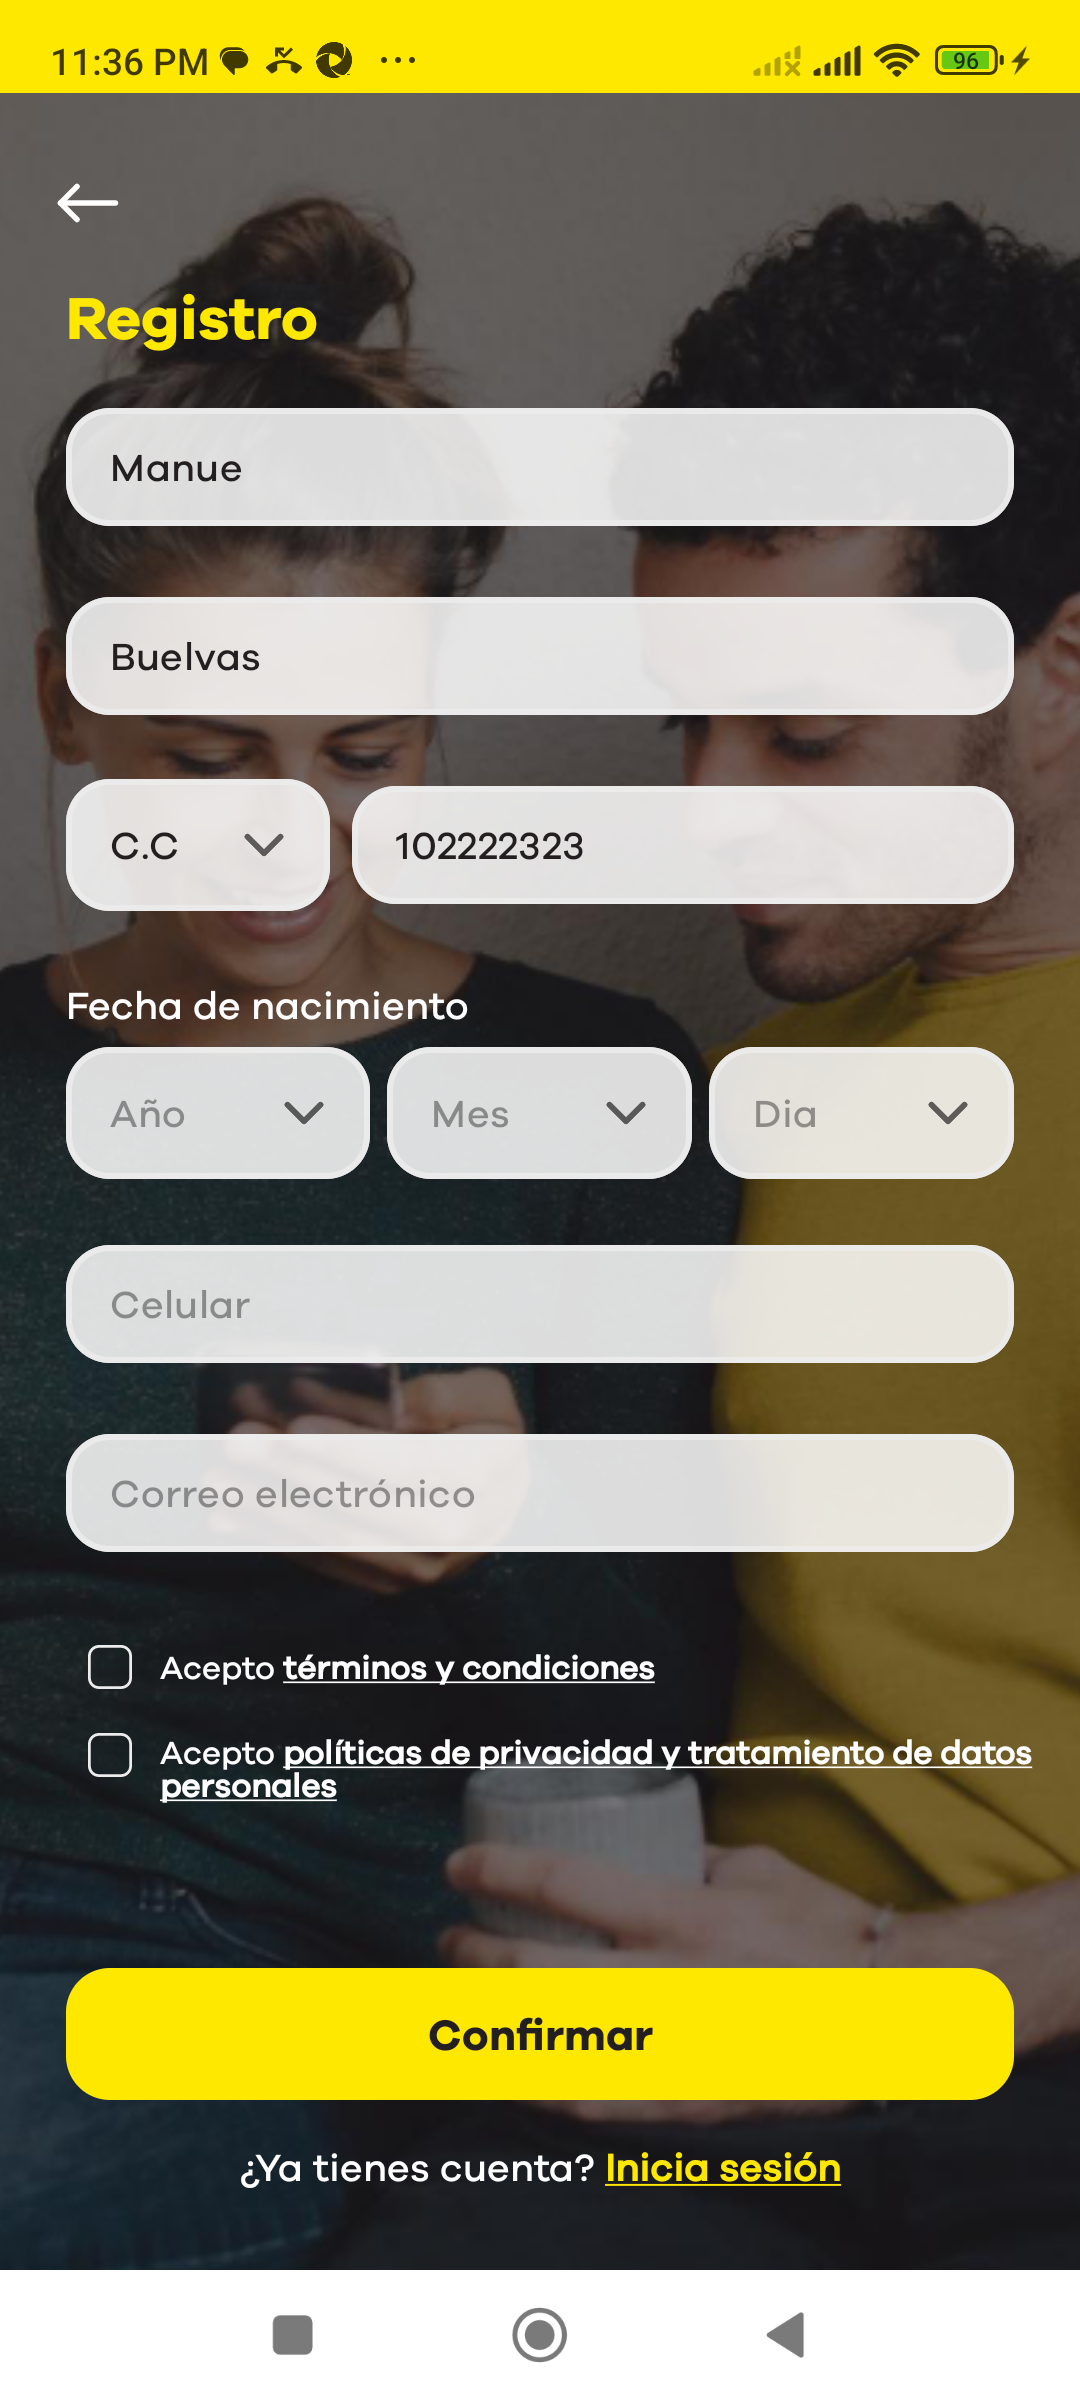 11:36 PM
96
Registro
Manue
Buelvas
C.C
102222323
Fecha de nacimiento
Año
Mes
Dia
Celular
Correo electrónico
Acepto términos y condiciones
Acepto políticas de privacidad y tratamiento de datos
personales
Confirmar
¿Ya tienes cuenta? Inicia sesión